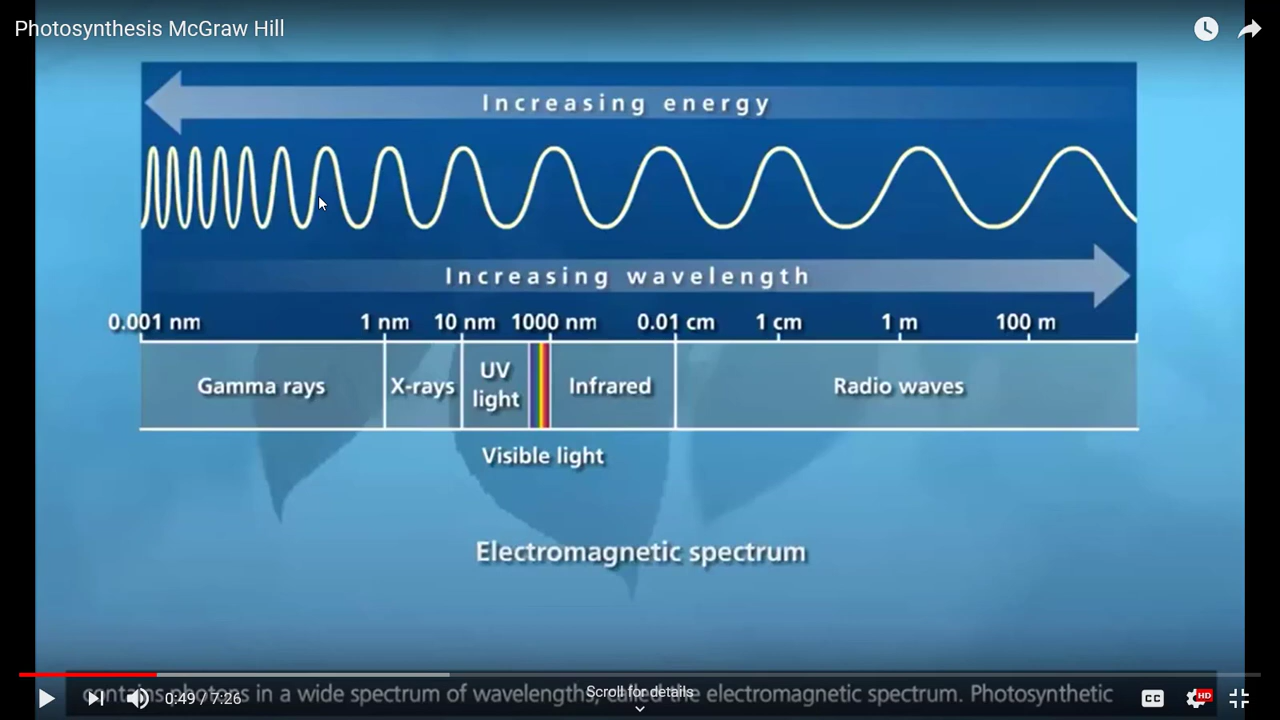 Photosynthesis McGraw Hill
Increasing energy
Increasing wavelength
0.001 nm 1 nm 10 nm 1000 nm 0.01 cm 1 cm 1 m 100 m
Gamma rays X-rays UV light Infrared Radio waves
Visible light
Electromagnetic spectrum
Scroll for details
in a wide spectrum of wavelengths, called the electromagnetic spectrum. Photosynthetic
0:49 / 7:26
CC HD